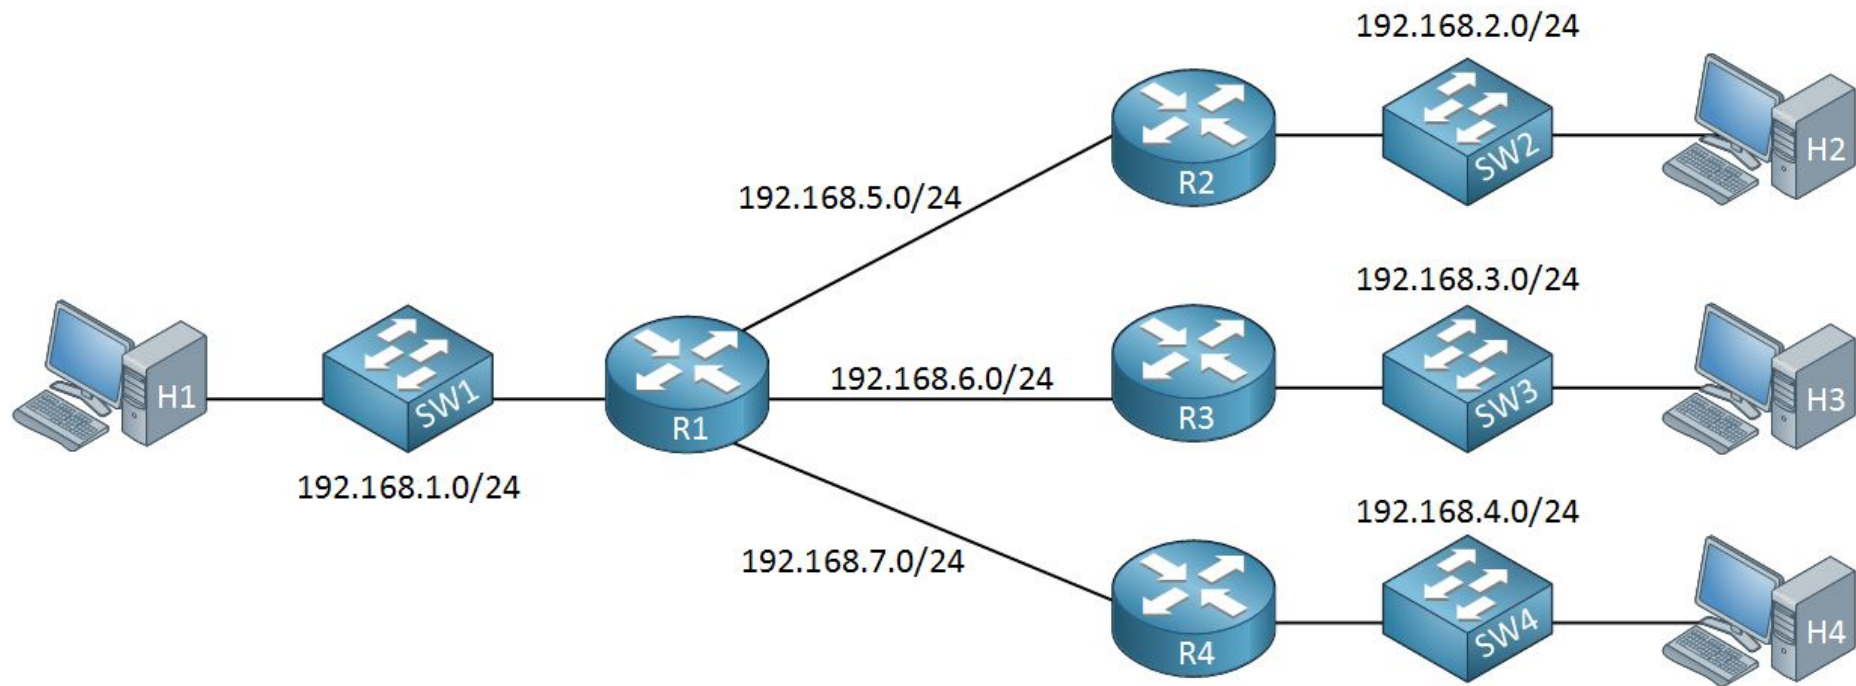 192.168.2.0/24
R2
SW2
H2
192.168.5.0/24
192.168.3.0/24
H1
SW1
R1
192.168.6.0/24
R3
SW3
H3
192.168.1.0/24
192.168.4.0/24
192.168.7.0/24
R4
SW4
H4